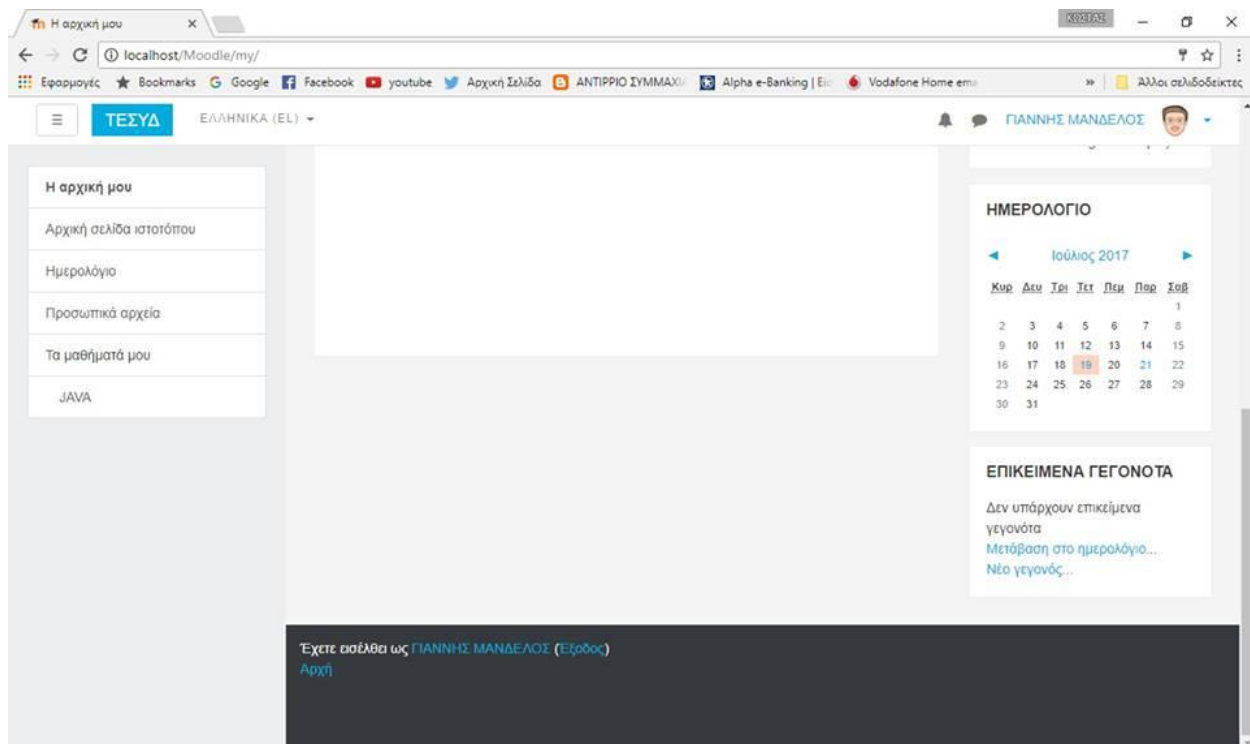 Η αρχική μου
ΚΩΣΤΑΣ
localhost/Moodle/my/
Εφαρμογές Bookmarks Google Facebook youtube Αρχική Σελίδα ΑΝΤΙΡΡΙΟ ΣΥΜΜΑΧΙ Alpha e-Banking | Vodafone Home ema » Άλλοι σελιδοδείκτες
ΤΕΣΥΔ ΕΛΛΗΝΙΚΆ (EL) ΓΙΑΝΝΗΣ ΜΑΝΔΕΛΟΣ
Η αρχική μου
Αρχική σελίδα ιστοτόπου
Ημερολόγιο
Προσωπικά αρχεία
Τα μαθήματά μου
JAVA
ΗΜΕΡΟΛΟΓΙΟ
◄ Ιούλιος 2017 ►
Κυρ Δευ Τρι Τετ Πεμ Παρ Σαβ
1
2 3 4 5 6 7 8
9 10 11 12 13 14 15
16 17 18 19 20 21 22
23 24 25 26 27 28 29
30 31
ΕΠΙΚΕΙΜΕΝΑ ΓΕΓΟΝΟΤΑ
Δεν υπάρχουν επικείμενα
γεγονότα
Μετάβαση στο ημερολόγιο...
Νέο γεγονός...
Έχετε εισέλθει ως ΓΙΑΝΝΗΣ ΜΑΝΔΕΛΟΣ (Έξοδος)
Αρχή